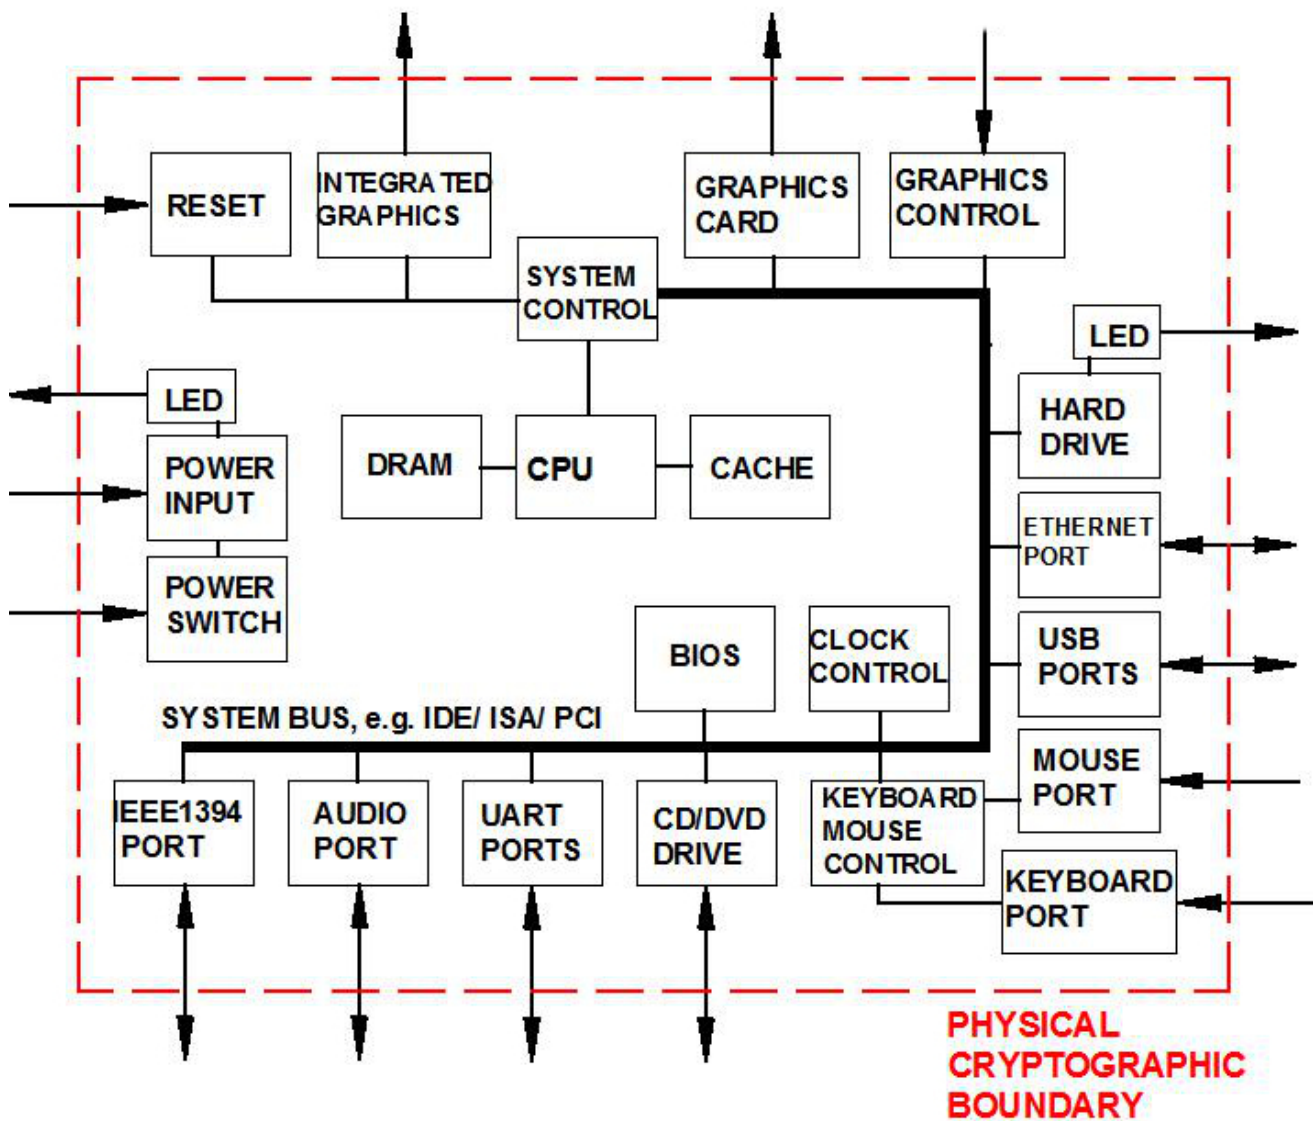 RESET
INTEGRATED
GRAPHICS
GRAPHICS
CARD
GRAPHICS
CONTROL
SYSTEM
CONTROL
LED
LED
POWER
INPUT
HARD
DRIVE
DRAM
CPU
CACHE
ETHERNET
PORT
POWER
SWITCH
BIOS
CLOCK
CONTROL
USB
PORTS
SYSTEM BUS, e.g. IDE/ ISA/ PCI
MOUSE
PORT
IEEE1394
PORT
AUDIO
PORT
UART
PORTS
CD/DVD
DRIVE
KEYBOARD
MOUSE
CONTROL
KEYBOARD
PORT
PHYSICAL
CRYPTOGRAPHIC
BOUNDARY